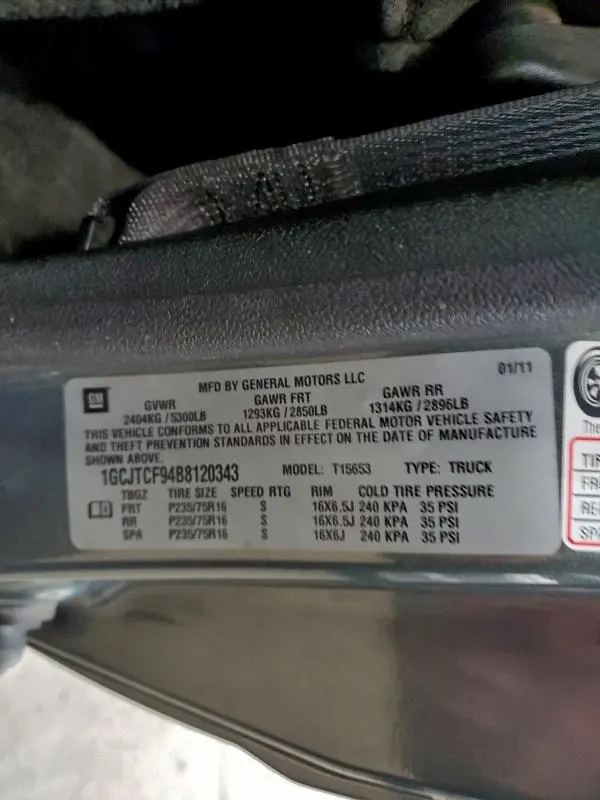 GM
MFD BY GENERAL MOTORS LLC
01/11
GVWR GAWR FRT GAWR RR
2404KG / 5300LB 1293KG / 2850LB 1314KG / 2896LB
THIS VEHICLE CONFORMS TO ALL APPLICABLE FEDERAL MOTOR VEHICLE SAFETY
AND THEFT PREVENTION STANDARDS IN EFFECT ON THE DATE OF MANUFACTURE
SHOWN ABOVE.
1GCJTCF94B8120343 MODEL: T15653 TYPE: TRUCK
TBGZ TIRE SIZE SPEED RTG RIM COLD TIRE PRESSURE
FRT P235/75R16 S 16X6.5J 240 KPA 35 PSI
RR P235/75R16 S 16X6.5J 240 KPA 35 PSI
SPA P235/75R16 S 16X6J 240 KPA 35 PSI
The